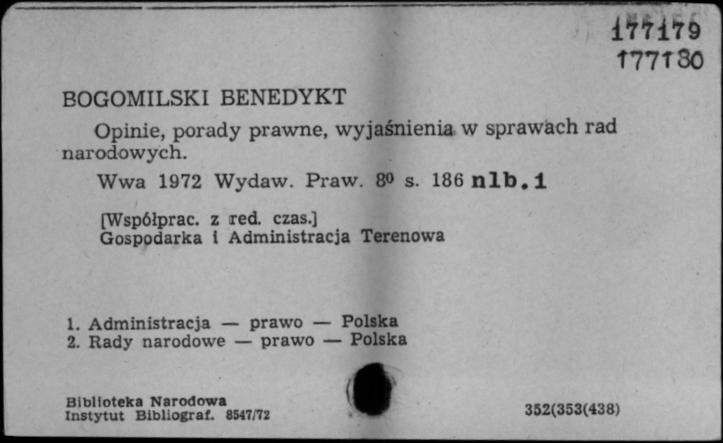 177179
177180
BOGOMILSKI BENEDYKT
Opinie, porady prawne, wyjaśnienia w sprawach rad
narodowych.
Wwa 1972 Wydaw. Praw. 8⁰ s. 186 nlb. 1
[Współprac. z red. czas.]
Gospodarka i Administracja Terenowa
1. Administracja — prawo — Polska
2. Rady narodowe — prawo — Polska
Biblioteka Narodowa
Instytut Bibliograf. 8547/72
352(353(438)